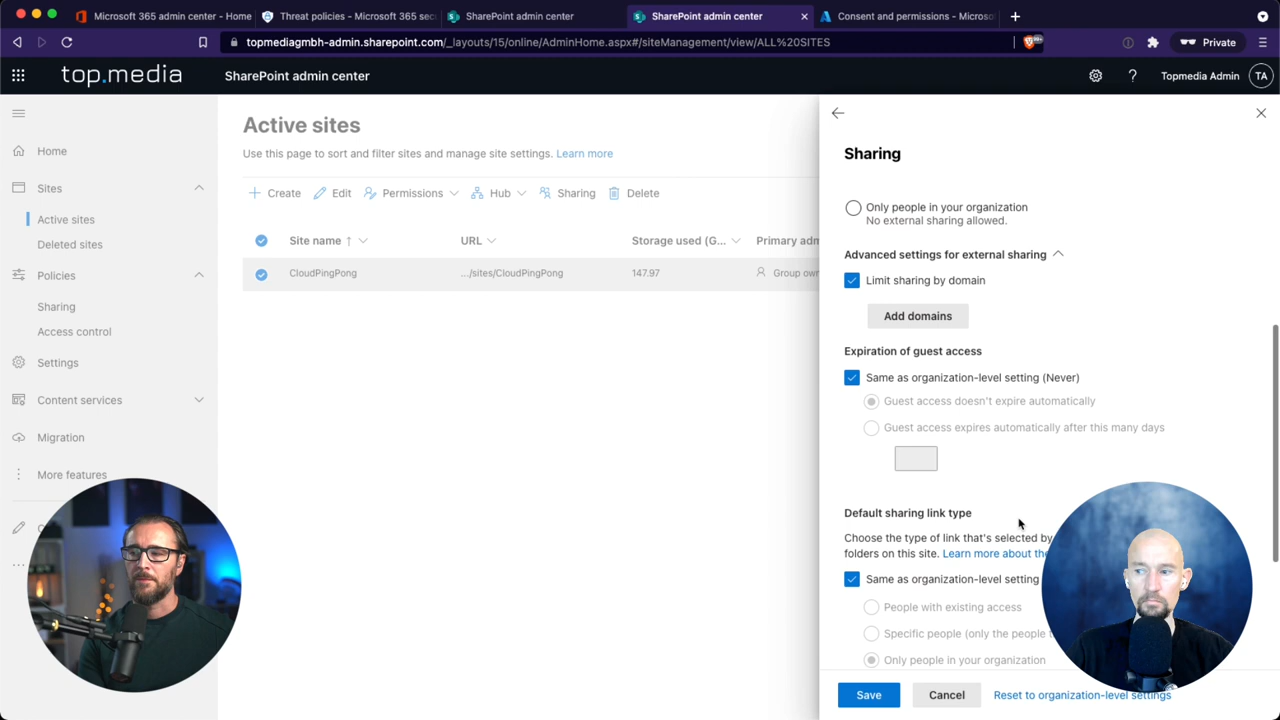 Microsoft 365 admin center - Home
Threat policies - Microsoft 365 sec
SharePoint admin center
SharePoint admin center
Consent and permissions - Microso
topmediagmbh-admin.sharepoint.com/_layouts/15/online/AdminHome.aspx#/siteManagement/view/ALL%20SITES
99+
Private
top.media
SharePoint admin center
Topmedia Admin
TA
Home
Sites
Active sites
Deleted sites
Policies
Sharing
Access control
Settings
Content services
Migration
More features
Active sites
Use this page to sort and filter sites and manage site settings. Learn more
Create
Edit
Permissions
Hub
Sharing
Delete
Site name ↑
URL
Storage used (G...
Primary adm
CloudPingPong
.../sites/CloudPingPong
147.97
Group own
Sharing
Only people in your organization
No external sharing allowed.
Advanced settings for external sharing
Limit sharing by domain
Add domains
Expiration of guest access
Same as organization-level setting (Never)
Guest access doesn't expire automatically
Guest access expires automatically after this many days
Default sharing link type
Choose the type of link that's selected by
folders on this site. Learn more about the
Same as organization-level setting
People with existing access
Specific people (only the people
Only people in your organization
Save
Cancel
Reset to organization-level settings